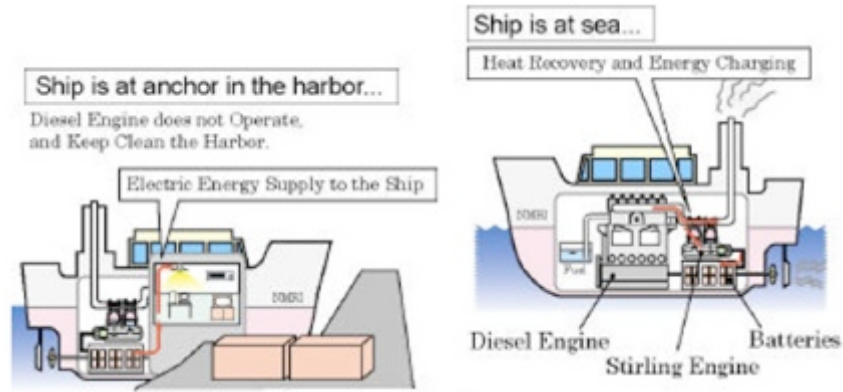 Ship is at anchor in the harbor...
Diesel Engine does not Operate,
and Keep Clean the Harbor.
Electric Energy Supply to the Ship
NMRI
Ship is at sea...
Heat Recovery and Energy Charging
NMRI
Fuel
Diesel Engine
Stirling Engine
Batteries